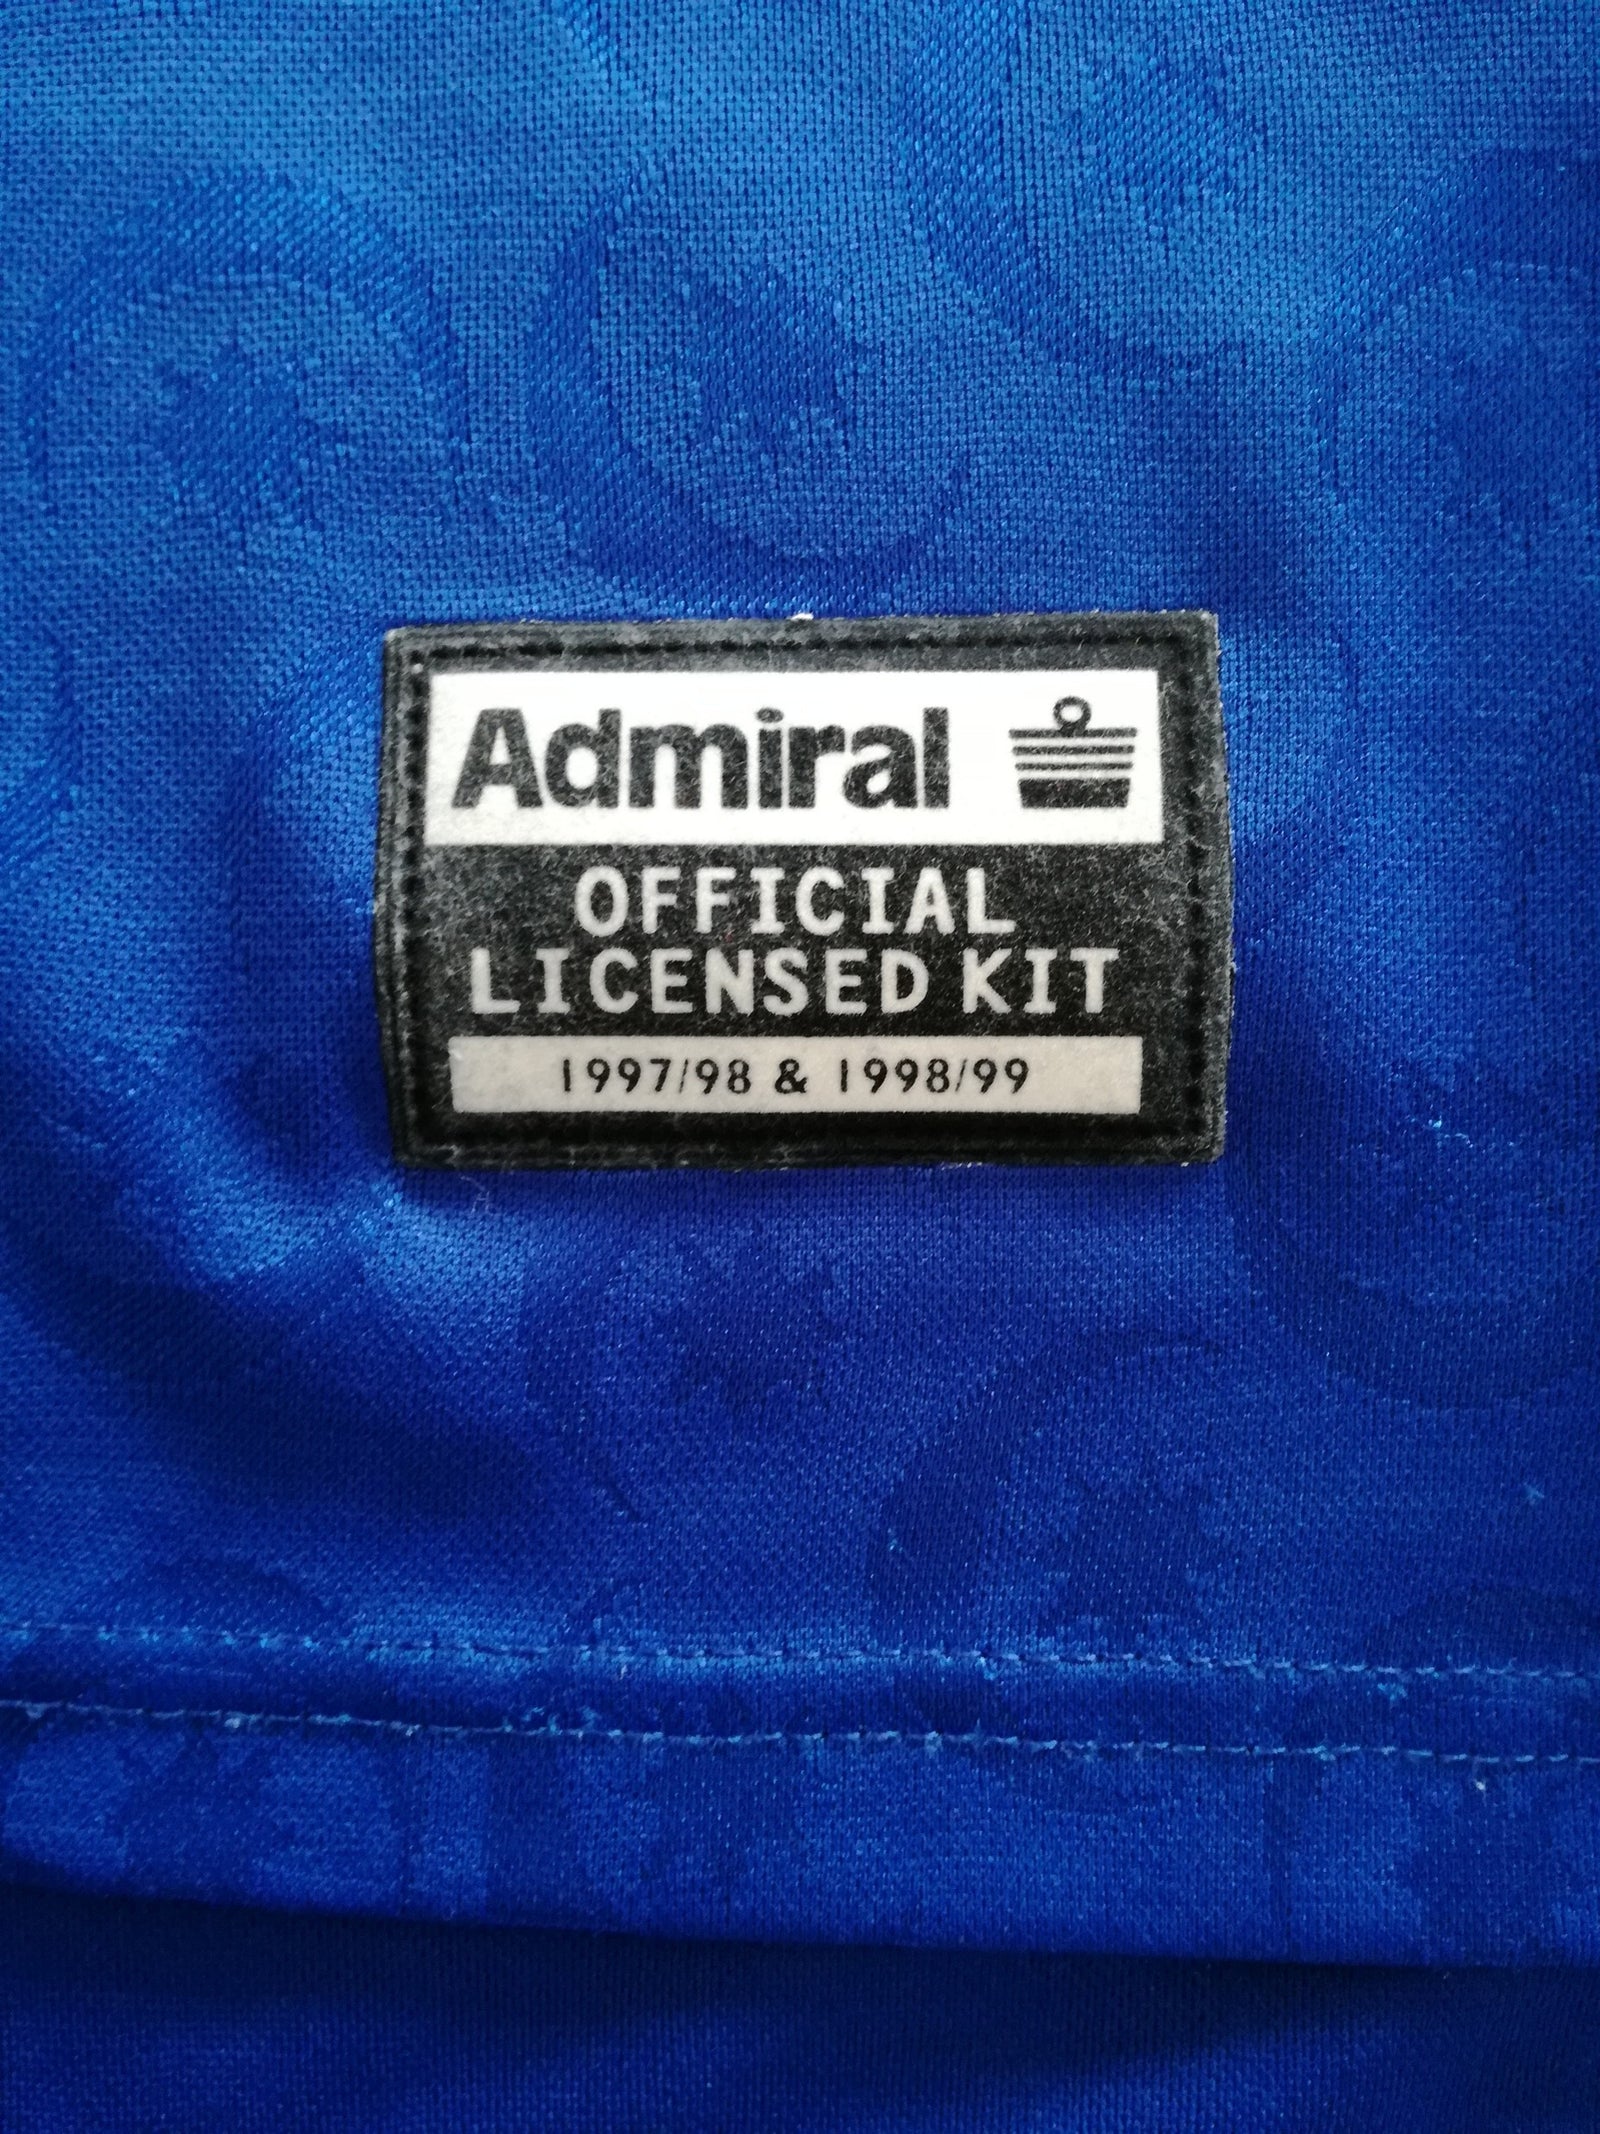 Admiral
OFFICIAL
LICENSED KIT
1997/98 & 1998/99